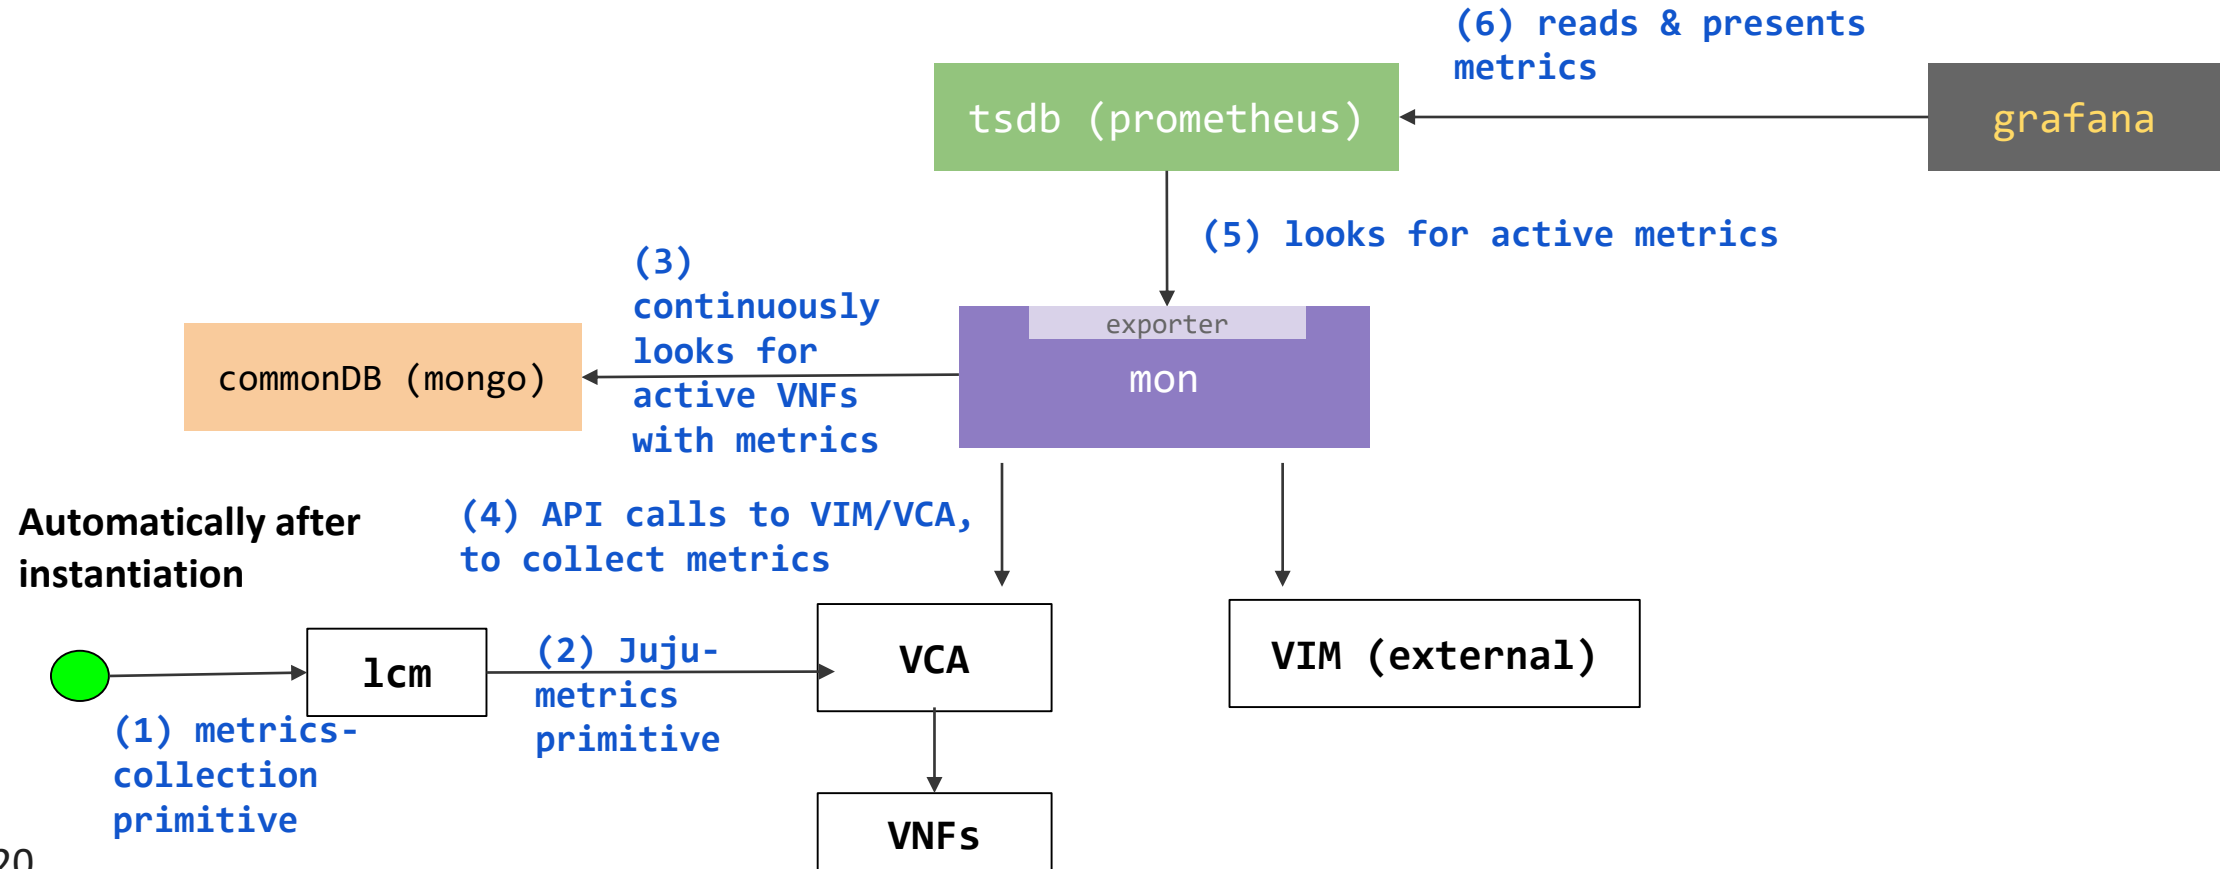 (6) reads & presents
metrics
tsdb (prometheus)
grafana
(5) looks for active metrics
(3)
continuously
looks for
active VNFs
with metrics
exporter
mon
commonDB (mongo)
Automatically after
instantiation
(4) API calls to VIM/VCA,
to collect metrics
lcm
(2) Juju-
metrics
primitive
VCA
VIM (external)
(1) metrics-
collection
primitive
VNFs
20